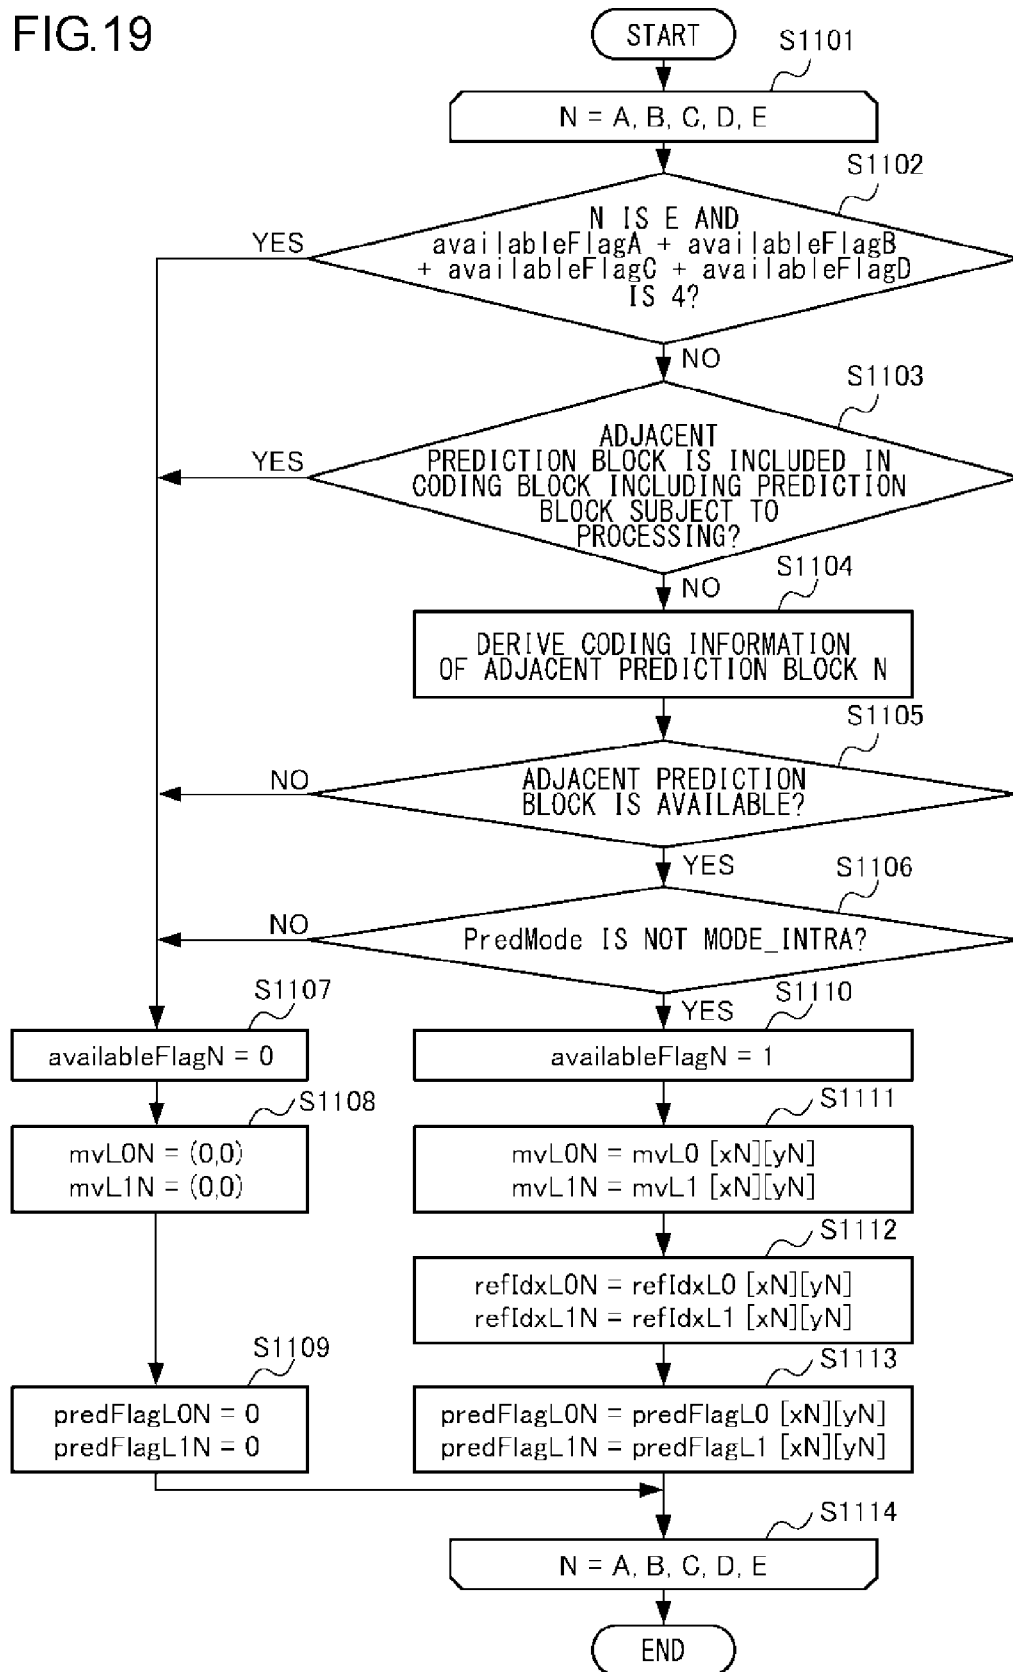 FIG.19
START
S1101
N = A, B, C, D, E
S1102
N IS E AND
availableFlagA + availableFlagB
+ availableFlagC + availableFlagD
IS 4?
YES
NO
S1103
ADJACENT
PREDICTION BLOCK IS INCLUDED IN
CODING BLOCK INCLUDING PREDICTION
BLOCK SUBJECT TO
PROCESSING?
YES
NO
S1104
DERIVE CODING INFORMATION
OF ADJACENT PREDICTION BLOCK N
S1105
ADJACENT PREDICTION
BLOCK IS AVAILABLE?
NO
YES
S1106
PredMode IS NOT MODE_INTRA?
NO
YES
S1107
availableFlagN = 0
S1110
availableFlagN = 1
S1108
mvL0N = (0,0)
mvL1N = (0,0)
S1111
mvL0N = mvL0 [xN][yN]
mvL1N = mvL1 [xN][yN]
S1112
refIdxL0N = refIdxL0 [xN][yN]
refIdxL1N = refIdxL1 [xN][yN]
S1109
predFlagL0N = 0
predFlagL1N = 0
S1113
predFlagL0N = predFlagL0 [xN][yN]
predFlagL1N = predFlagL1 [xN][yN]
S1114
N = A, B, C, D, E
END